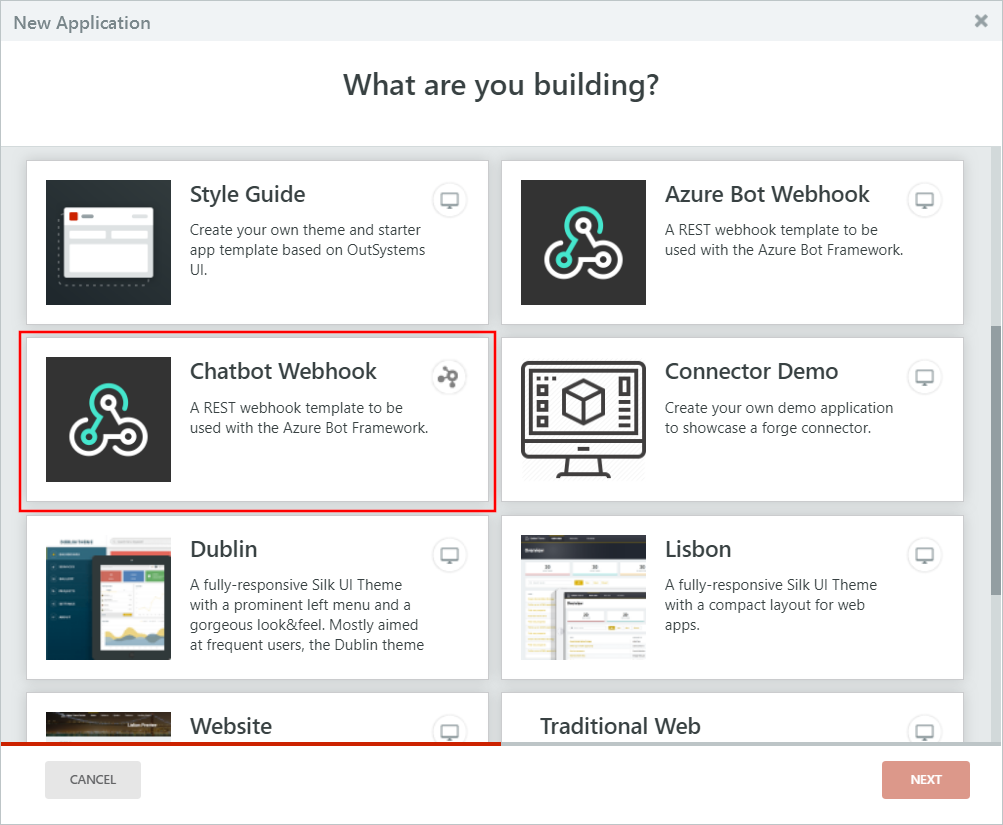 New Application
What are you building?
Style Guide
Create your own theme and starter
app template based on OutSystems
UI.
Azure Bot Webhook
A REST webhook template to be
used with the Azure Bot Framework.
Chatbot Webhook
A REST webhook template to be
used with the Azure Bot Framework.
Connector Demo
Create your own demo application
to showcase a forge connector.
Dublin
A fully-responsive Silk UI Theme
with a prominent left menu and a
gorgeous look&feel. Mostly aimed
at frequent users, the Dublin theme
Lisbon
A fully-responsive Silk UI Theme
with a compact layout for web
apps.
Website
Traditional Web
CANCEL
NEXT